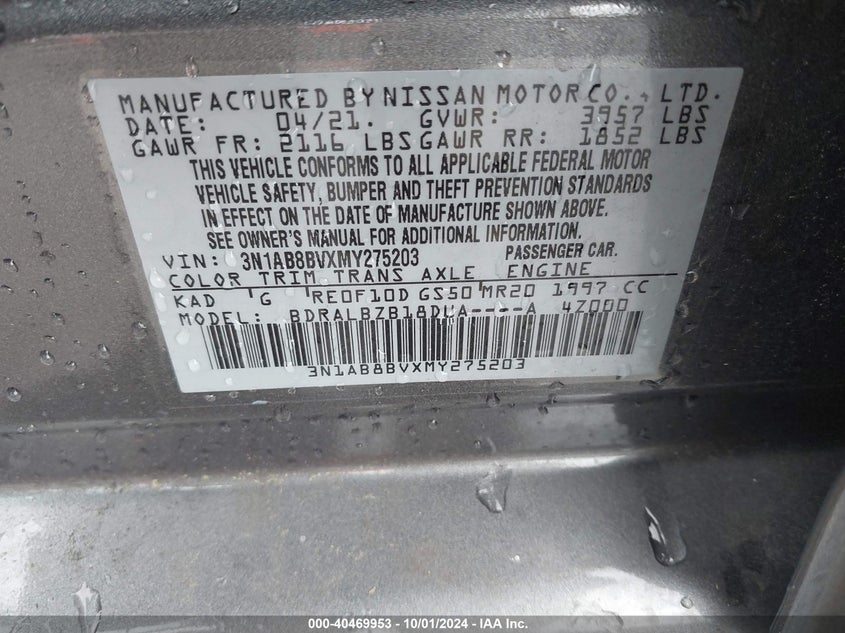 MANUFACTURED BY NISSAN MOTOR CO., LTD.
DATE: 04/21. GVWR: 3957 LBS
GAWR FR: 2116 LBS GAWR RR: 1852 LBS
THIS VEHICLE CONFORMS TO ALL APPLICABLE FEDERAL MOTOR
VEHICLE SAFETY, BUMPER AND THEFT PREVENTION STANDARDS
IN EFFECT ON THE DATE OF MANUFACTURE SHOWN ABOVE.
SEE OWNER'S MANUAL FOR ADDITIONAL INFORMATION.
VIN: 3N1AB8BVXMY275203 PASSENGER CAR.
COLOR TRIM TRANS AXLE ENGINE
KAD G RE0F10D GS50 MR20 1997 CC
MODEL: BDRALBZB18DUA----A 4Z000
3N1AB8BVXMY275203
000-40469953 - 10/01/2024 - IAA Inc.